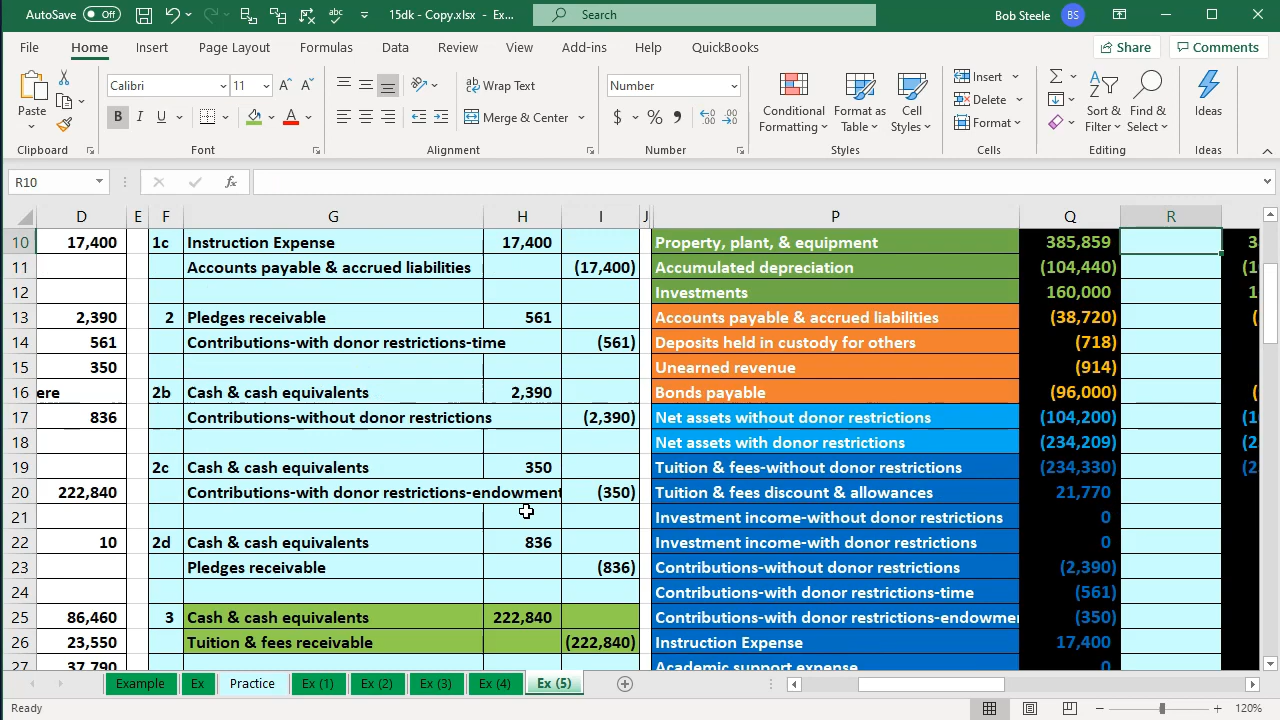 AutoSave Off 15dk - Copy.xlsx - Ex... Search Bob Steele BS
File Home Insert Page Layout Formulas Data Review View Add-ins Help QuickBooks Share Comments
Paste Calibri 11 A A Wrap Text Number Conditional Formatting Format as Table Cell Styles Insert Delete Format Sort & Filter Find & Select Ideas
B I U A Merge & Center $ % 9
Clipboard Font Alignment Number Styles Cells Editing Ideas
R10 fx
D E F G H I J P Q R
10 17,400 1c Instruction Expense 17,400 Property, plant, & equipment 385,859 3
11 Accounts payable & accrued liabilities (17,400) Accumulated depreciation (104,440) (1
12 Investments 160,000 1
13 2,390 2 Pledges receivable 561 Accounts payable & accrued liabilities (38,720) (
14 561 Contributions-with donor restrictions-time (561) Deposits held in custody for others (718)
15 350 Unearned revenue (914)
16 ere 2b Cash & cash equivalents 2,390 Bonds payable (96,000) (
17 836 Contributions-without donor restrictions (2,390) Net assets without donor restrictions (104,200) (1
18 Net assets with donor restrictions (234,209) (2
19 2c Cash & cash equivalents 350 Tuition & fees-without donor restrictions (234,330) (2
20 222,840 Contributions-with donor restrictions-endowment (350) Tuition & fees discount & allowances 21,770
21 Investment income-without donor restrictions 0
22 10 2d Cash & cash equivalents 836 Investment income-with donor restrictions 0
23 Pledges receivable (836) Contributions-without donor restrictions (2,390)
24 Contributions-with donor restrictions-time (561)
25 86,460 3 Cash & cash equivalents 222,840 Contributions-with donor restrictions-endowmer (350)
26 23,550 Tuition & fees receivable (222,840) Instruction Expense 17,400
27 37,790 Academic support expense 0
Example Ex Practice Ex (1) Ex (2) Ex (3) Ex (4) Ex (5)
Ready 120%